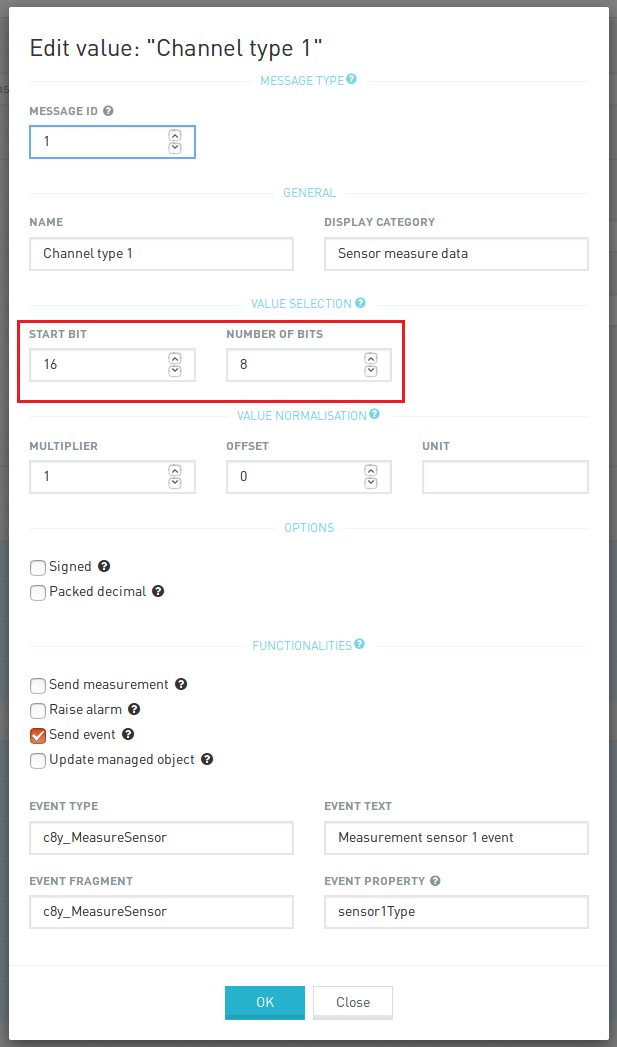 Edit value: "Channel type 1"
MESSAGE TYPE ?
MESSAGE ID ?
1
GENERAL
NAME DISPLAY CATEGORY
Channel type 1 Sensor measure data
VALUE SELECTION ?
START BIT NUMBER OF BITS
16 8
VALUE NORMALISATION ?
MULTIPLIER OFFSET UNIT
1 0
OPTIONS
Signed ?
Packed decimal ?
FUNCTIONALITIES ?
Send measurement ?
Raise alarm ?
Send event ?
Update managed object ?
EVENT TYPE EVENT TEXT
c8y_MeasureSensor Measurement sensor 1 event
EVENT FRAGMENT EVENT PROPERTY ?
c8y_MeasureSensor sensor1Type
OK Close